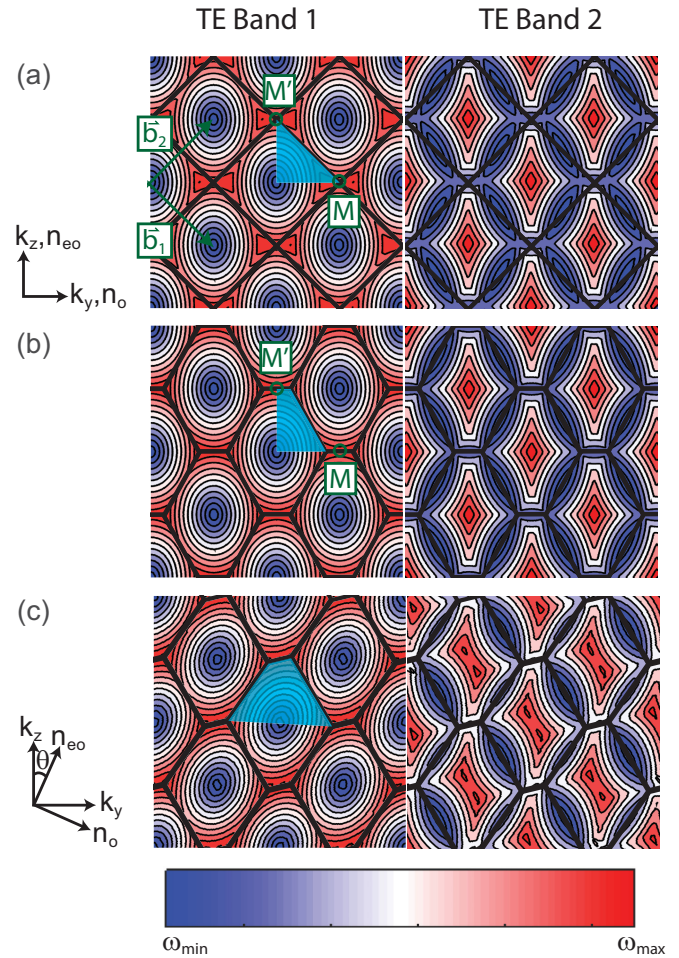 TE Band 1 TE Band 2
(a)
M'
b⃗2
M
b⃗1
kz,neo
ky,no
(b)
M'
M
(c)
kz
neo
θ
ky
no
ωmin ωmax